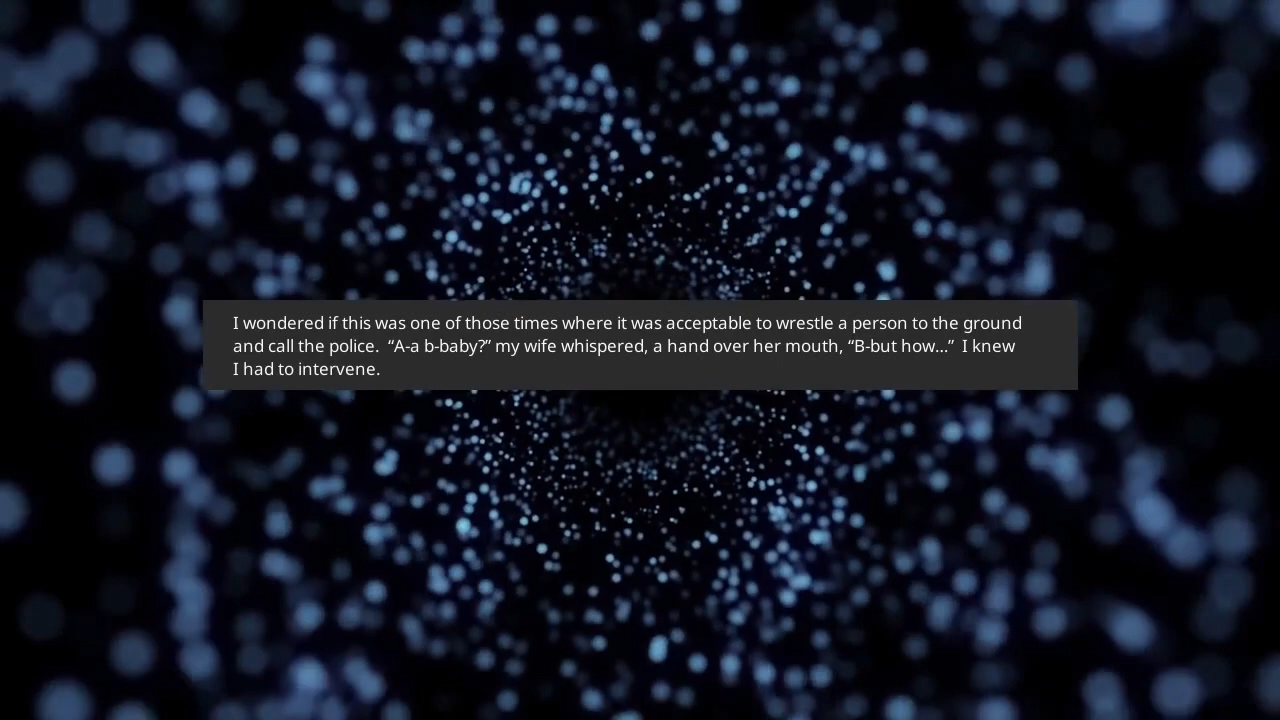 I wondered if this was one of those times where it was acceptable to wrestle a person to the ground
and call the police.  “A-a b-baby?” my wife whispered, a hand over her mouth, “B-but how…”  I knew
I had to intervene.